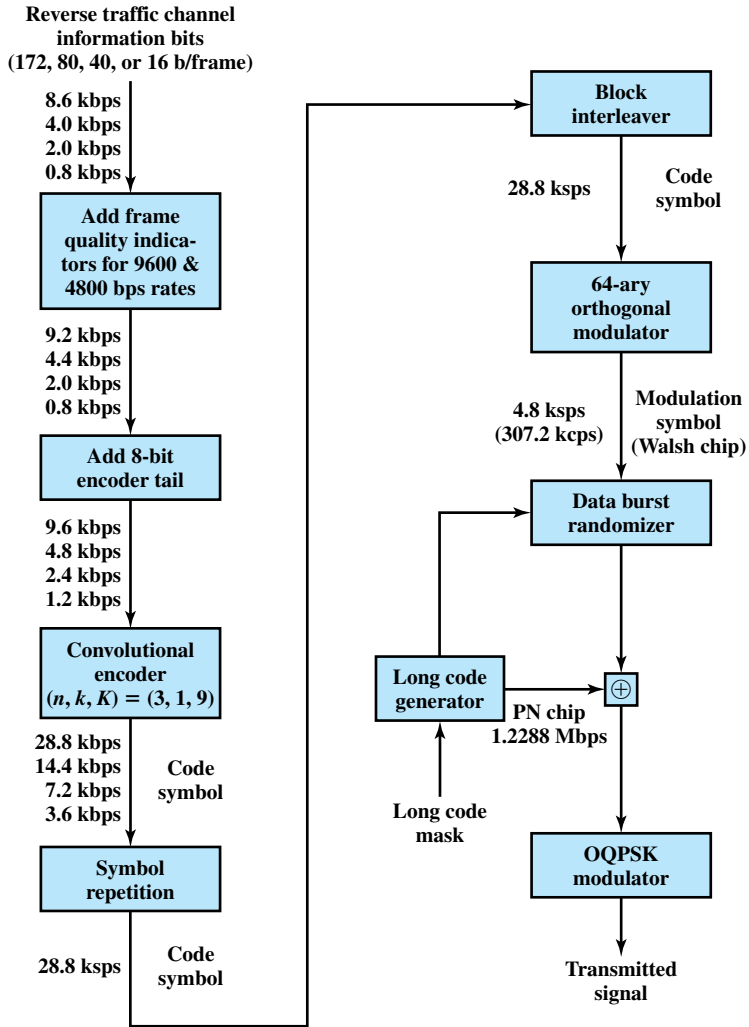 Reverse traffic channel
information bits
(172, 80, 40, or 16 b/frame)
8.6 kbps
4.0 kbps
2.0 kbps
0.8 kbps
Add frame
quality indica-
tors for 9600 &
4800 bps rates
9.2 kbps
4.4 kbps
2.0 kbps
0.8 kbps
Add 8-bit
encoder tail
9.6 kbps
4.8 kbps
2.4 kbps
1.2 kbps
Convolutional
encoder
(n, k, K) = (3, 1, 9)
28.8 kbps
14.4 kbps
7.2 kbps
3.6 kbps
Code
symbol
Symbol
repetition
28.8 ksps
Code
symbol
Block
interleaver
28.8 ksps
Code
symbol
64-ary
orthogonal
modulator
4.8 ksps
(307.2 kcps)
Modulation
symbol
(Walsh chip)
Data burst
randomizer
Long code
generator
PN chip
1.2288 Mbps
⊕
Long code
mask
OQPSK
modulator
Transmitted
signal